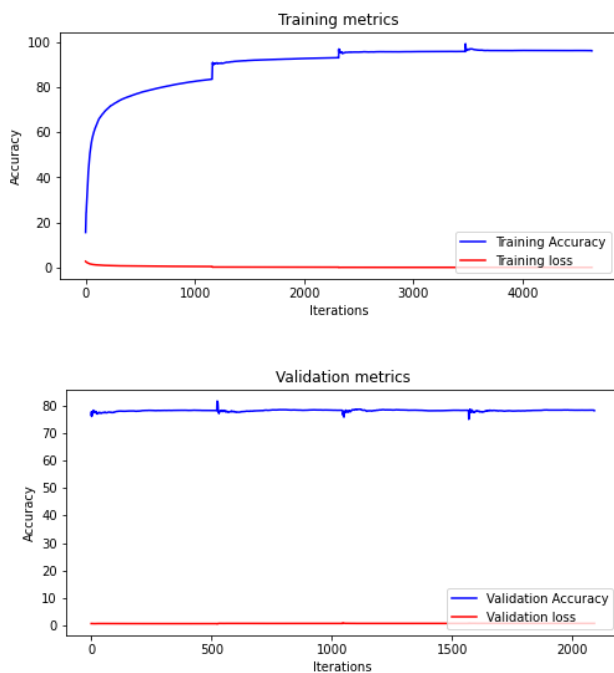 Training metrics
100
80
60
40
20
0
Accuracy
Training Accuracy
Training loss
0 1000 2000 3000 4000
Iterations
Validation metrics
80
70
60
50
40
30
20
10
0
Accuracy
Validation Accuracy
Validation loss
0 500 1000 1500 2000
Iterations